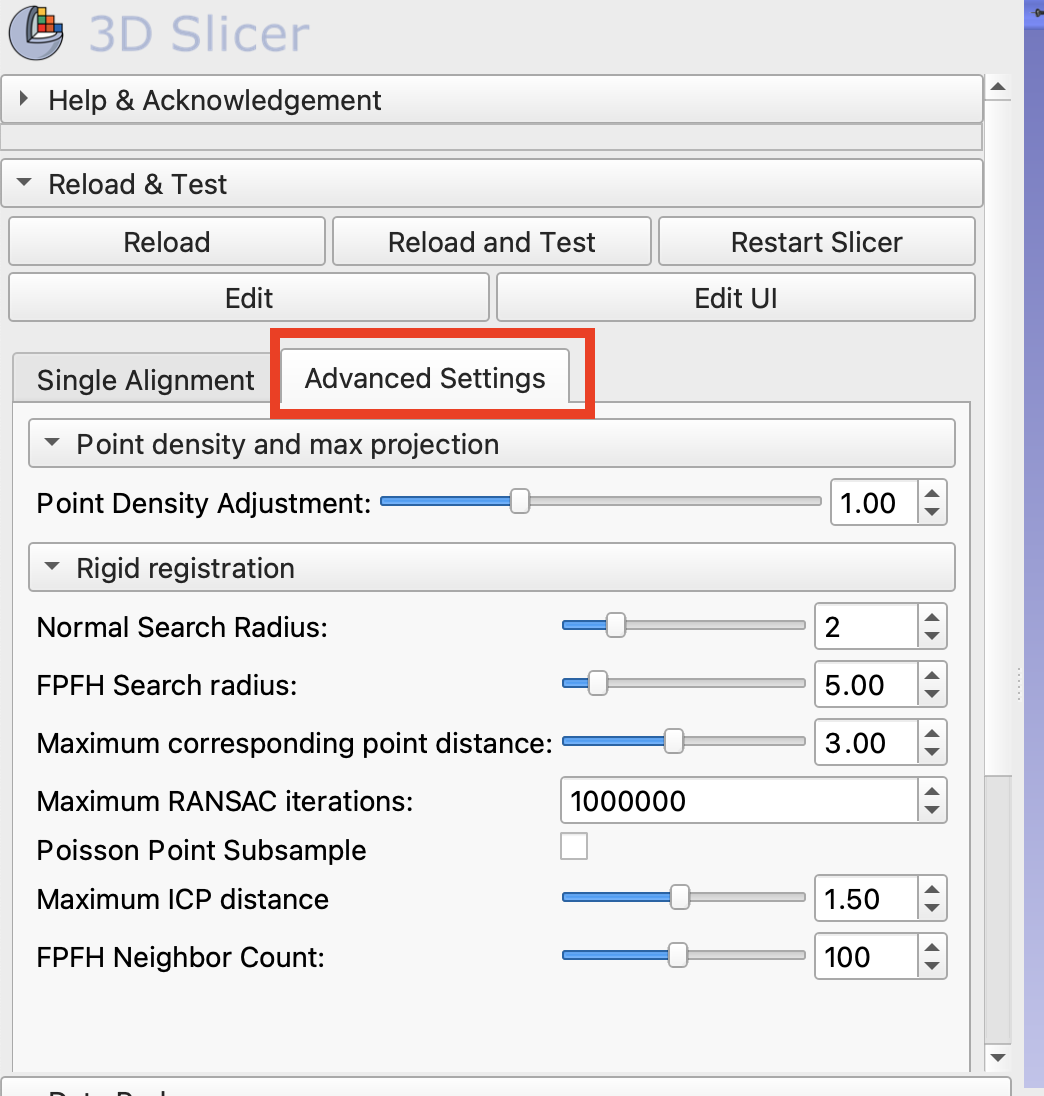 3D Slicer
Help & Acknowledgement
Reload & Test
Reload Reload and Test Restart Slicer
Edit Edit UI
Single Alignment Advanced Settings
Point density and max projection
Point Density Adjustment: 1.00
Rigid registration
Normal Search Radius: 2
FPFH Search radius: 5.00
Maximum corresponding point distance: 3.00
Maximum RANSAC iterations: 1000000
Poisson Point Subsample
Maximum ICP distance 1.50
FPFH Neighbor Count: 100